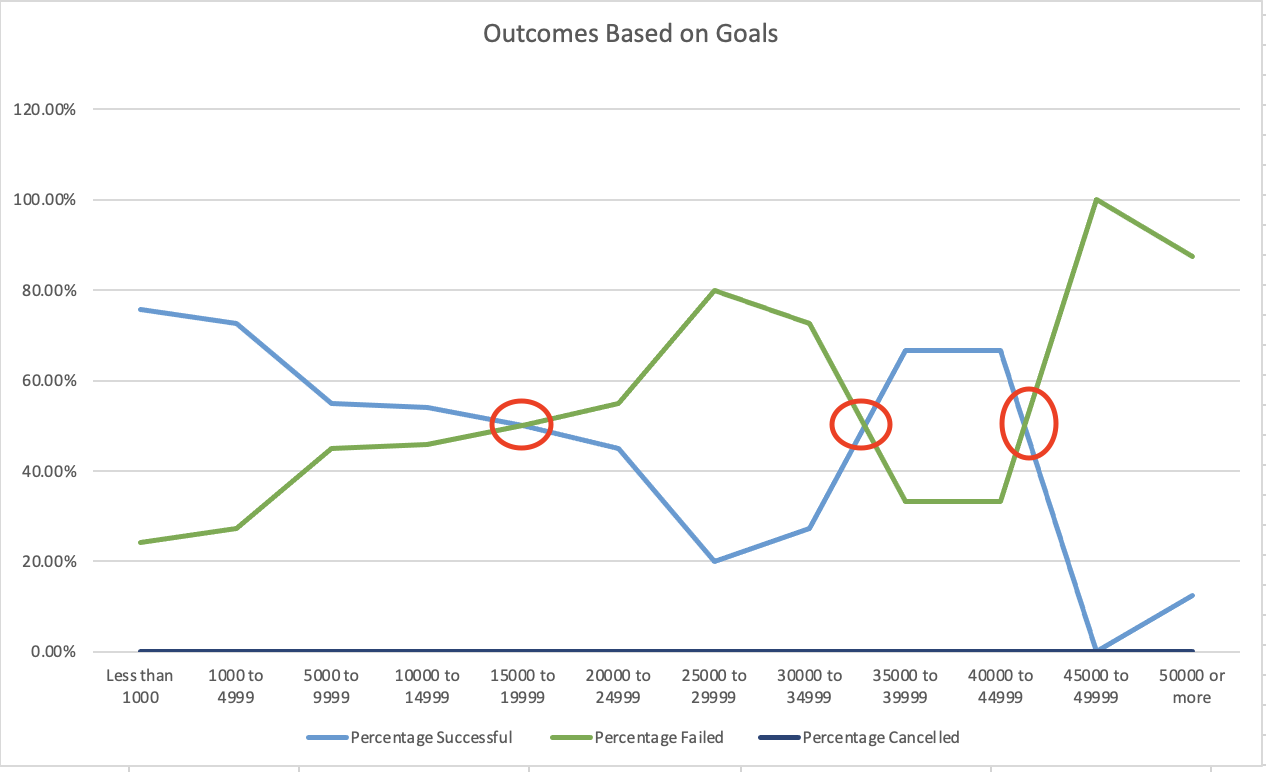 Outcomes Based on Goals
120.00%
100.00%
80.00%
60.00%
40.00%
20.00%
0.00%
Less than 1000 to 5000 to 10000 to 15000 to 20000 to 25000 to 30000 to 35000 to 40000 to 45000 to 50000 or
1000 4999 9999 14999 19999 24999 29999 34999 39999 44999 49999 more
Percentage Successful Percentage Failed Percentage Cancelled